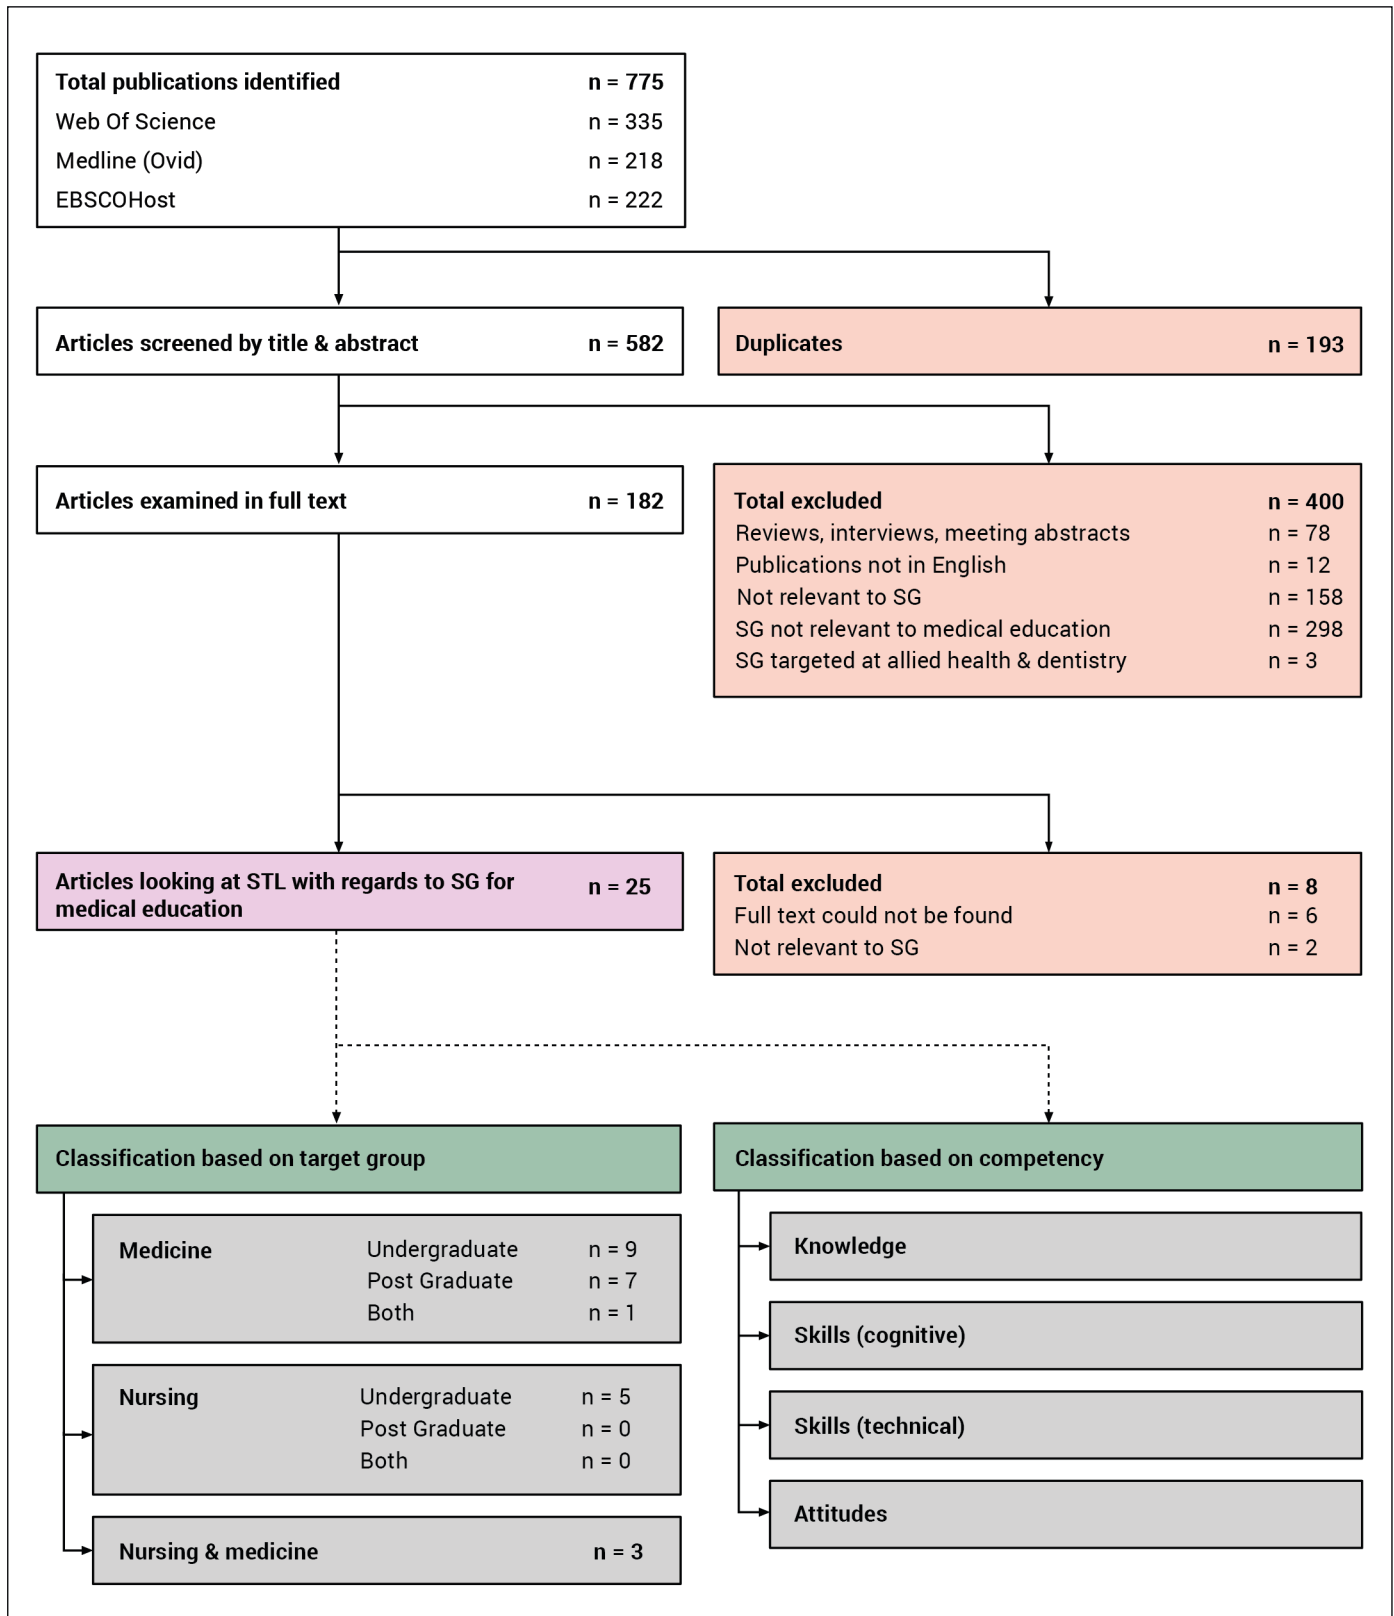 Total publications identified n = 775
Web Of Science n = 335
Medline (Ovid) n = 218
EBSCOHost n = 222
Articles screened by title & abstract n = 582
Duplicates n = 193
Articles examined in full text n = 182
Total excluded n = 400
Reviews, interviews, meeting abstracts n = 78
Publications not in English n = 12
Not relevant to SG n = 158
SG not relevant to medical education n = 298
SG targeted at allied health & dentistry n = 3
Articles looking at STL with regards to SG for n = 25
medical education
Total excluded n = 8
Full text could not be found n = 6
Not relevant to SG n = 2
Classification based on target group
Medicine Undergraduate n = 9
Post Graduate n = 7
Both n = 1
Nursing Undergraduate n = 5
Post Graduate n = 0
Both n = 0
Nursing & medicine n = 3
Classification based on competency
Knowledge
Skills (cognitive)
Skills (technical)
Attitudes